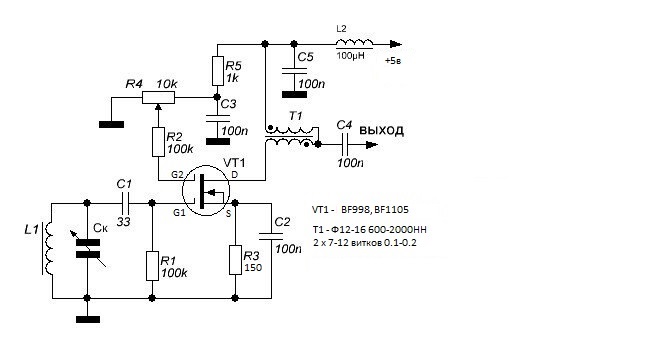 L2
100μH
+5в
C5
100n
R5
1k
R4
10k
C3
100n
T1
C4
100n
ВЫХОД
R2
100k
VT1
G2
D
G1
S
C1
33
L1
Ск
C2
100n
R1
100k
R3
150
VT1 - BF998, BF1105
T1 - Ф12-16 600-2000НН
2 x 7-12 витков 0.1-0.2